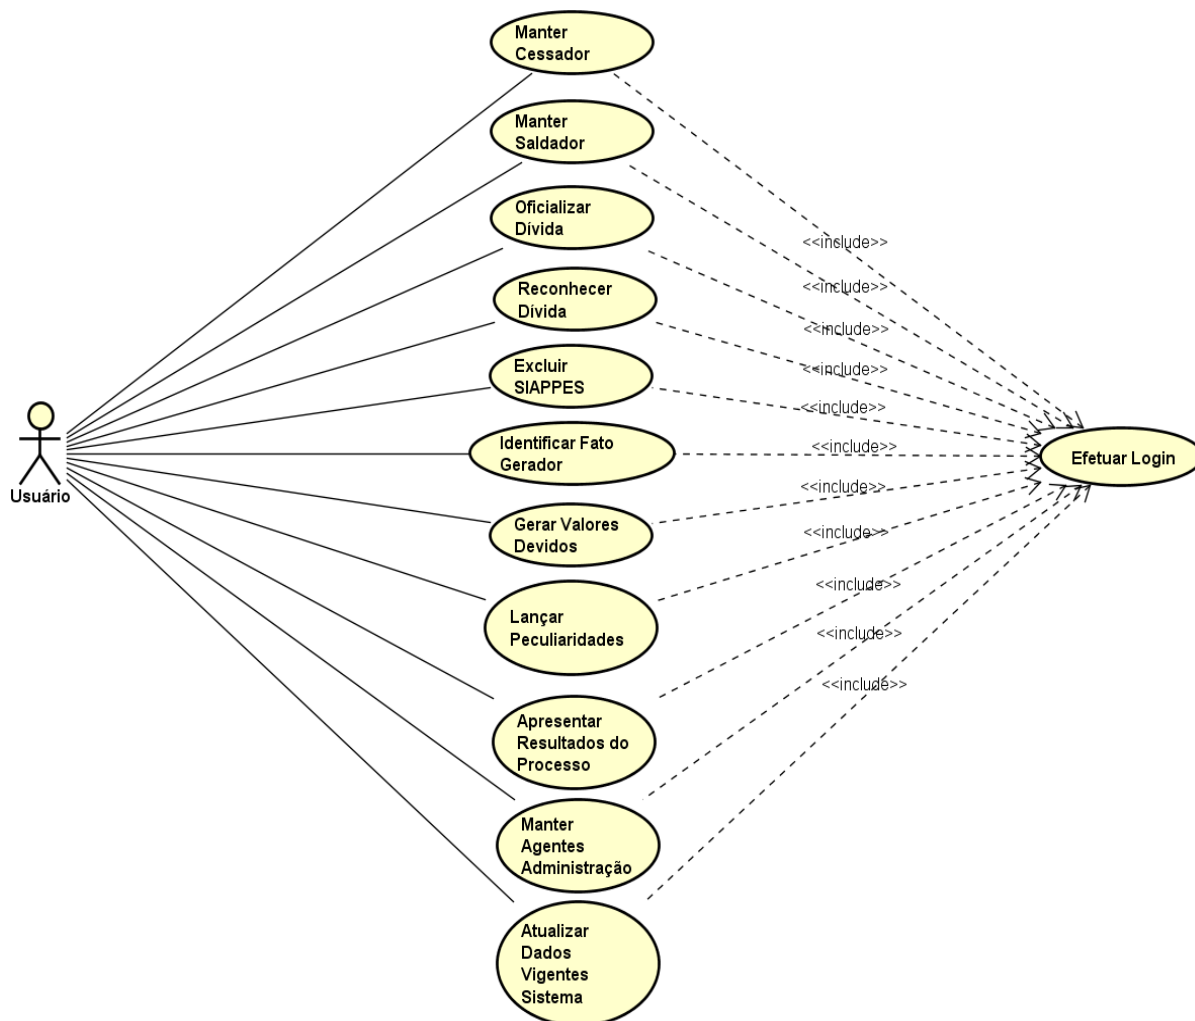 Manter
Cessador
Manter
Saldador
Oficializar
Dívida
<<include>>
Reconhecer
Dívida
<<include>>
<<include>>
Excluir
SIAPPES
<<include>>
<<include>>
Usuário
Identificar Fato
Gerador
<<include>>
Efetuar Login
<<include>>
Gerar Valores
Devidos
<<include>>
Lançar
Peculiaridades
<<include>>
<<include>>
Apresentar
Resultados do
Processo
<<include>>
Manter
Agentes
Administração
Atualizar
Dados
Vigentes
Sistema